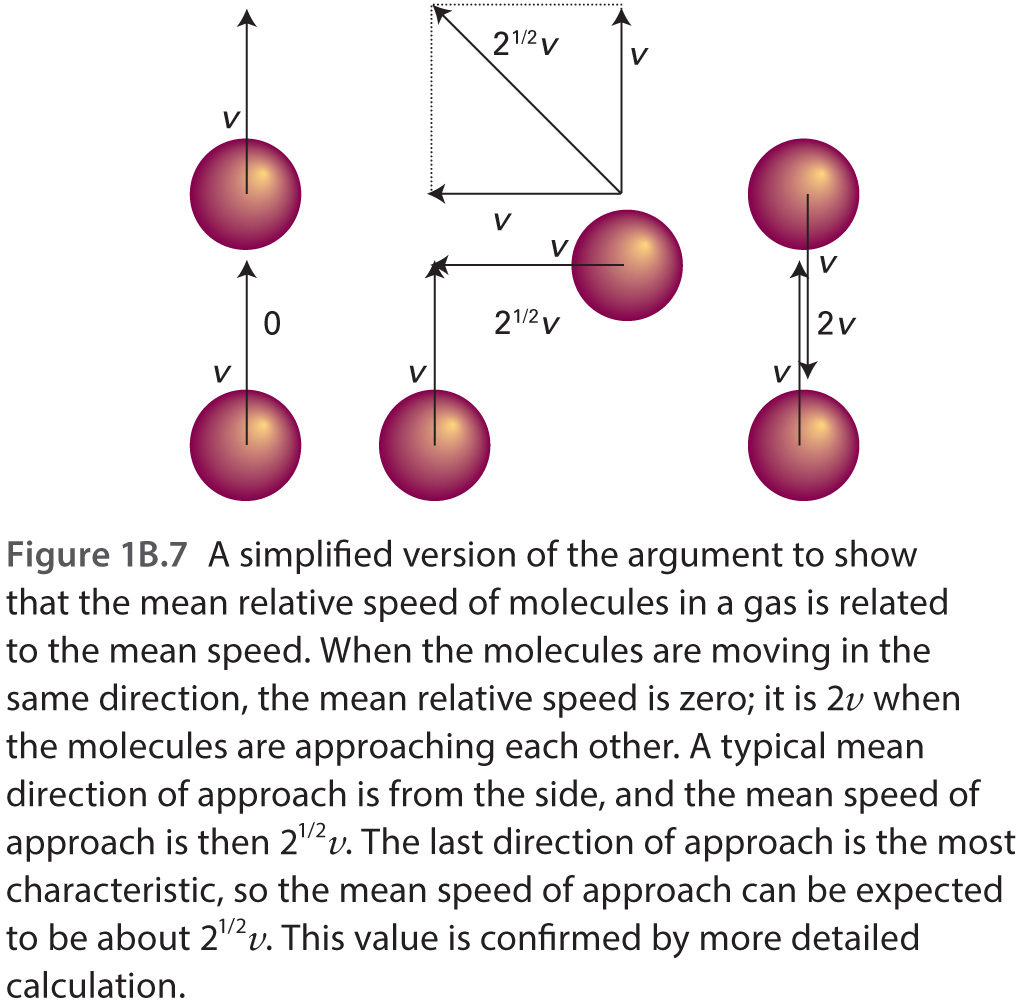 v
2^{1/2}v
v
v
v
0
v
2^{1/2}v
v
v
2v
v
Figure 1B.7 A simplified version of the argument to show
that the mean relative speed of molecules in a gas is related
to the mean speed. When the molecules are moving in the
same direction, the mean relative speed is zero; it is 2v when
the molecules are approaching each other. A typical mean
direction of approach is from the side, and the mean speed of
approach is then 2^{1/2}v. The last direction of approach is the most
characteristic, so the mean speed of approach can be expected
to be about 2^{1/2}v. This value is confirmed by more detailed
calculation.